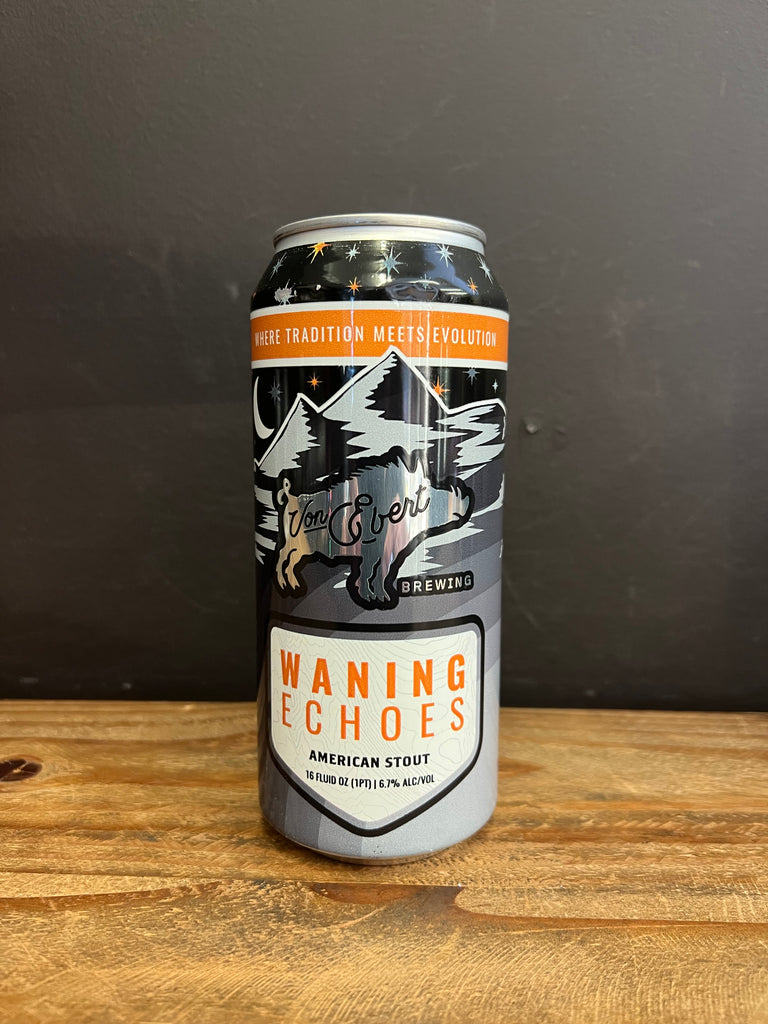 WHERE TRADITION MEETS EVOLUTION
Von Ebert
BREWING
WANING
ECHOES
AMERICAN STOUT
16 FLUID OZ (1PT) | 6.7% ALC/VOL